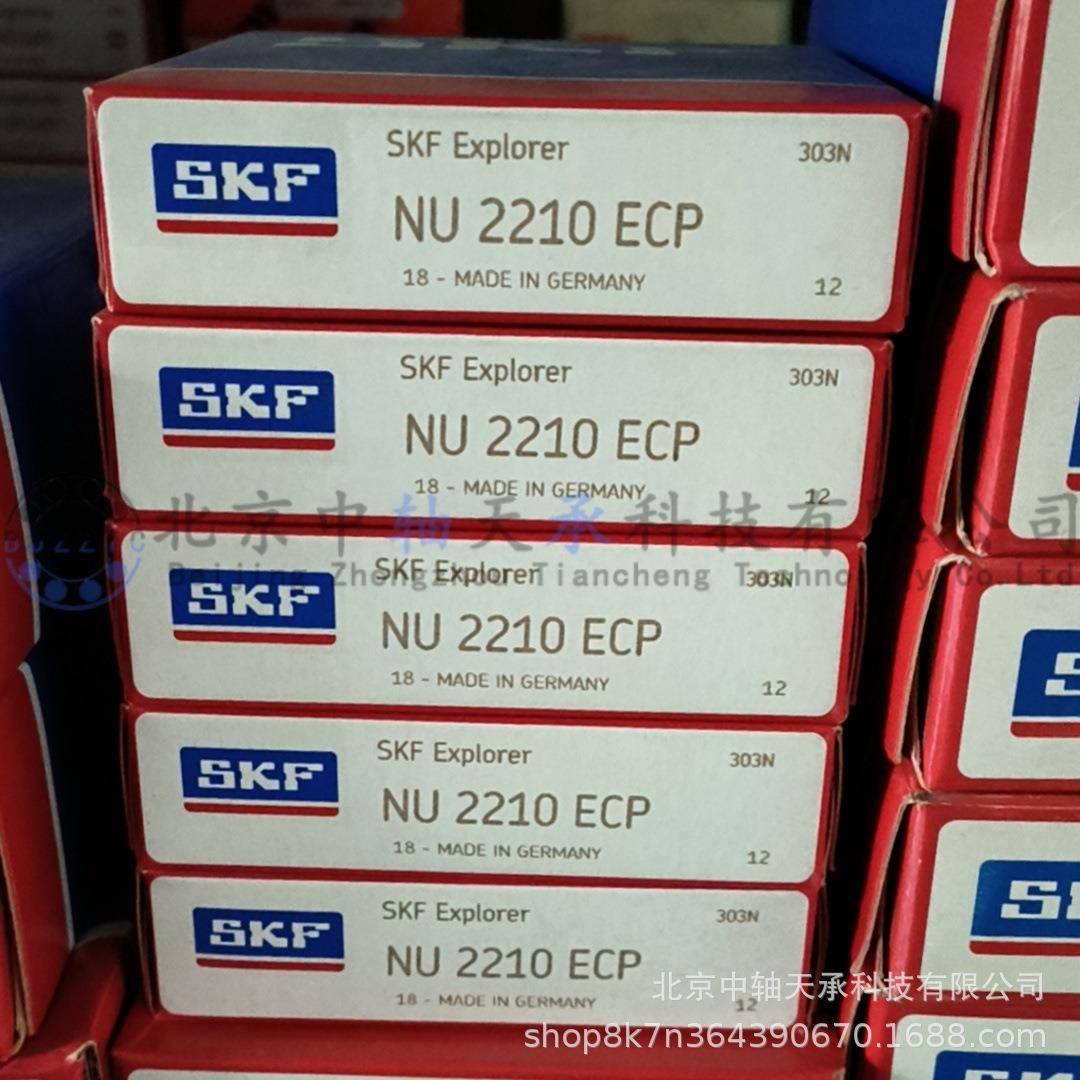 SKF
SKF Explorer
303N
NU 2210 ECP
18 - MADE IN GERMANY
12
SKF
SKF Explorer
303N
NU 2210 ECP
18 - MADE IN GERMANY
12
北京中轴天承科技有限公司
SKF
SKF Explorer
303N
NU 2210 ECP
18 - MADE IN GERMANY
12
SKF
SKF Explorer
303N
NU 2210 ECP
18 - MADE IN GERMANY
12
SKF
SKF Explorer
303N
NU 2210 ECP
18 - MADE IN GERMANY
12
北京中轴天承科技有限公司
shop8k7n364390670.1688.com